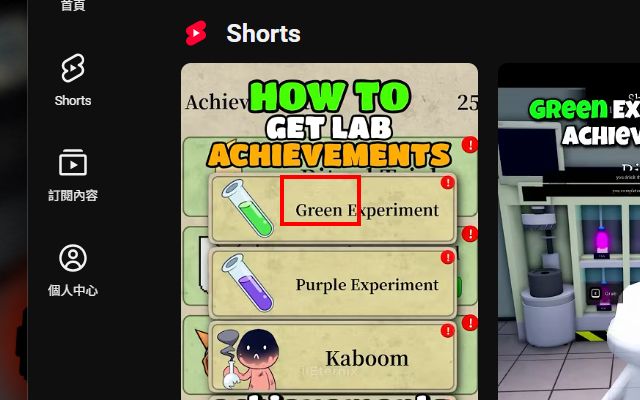 首頁
Shorts
訂閱內容
個人中心
Shorts
Achiev
25
HOW TO
GET LAB
ACHIEVEMENTS
Green Experiment
Purple Experiment
Kaboom
GREEN EX
ACHIEV